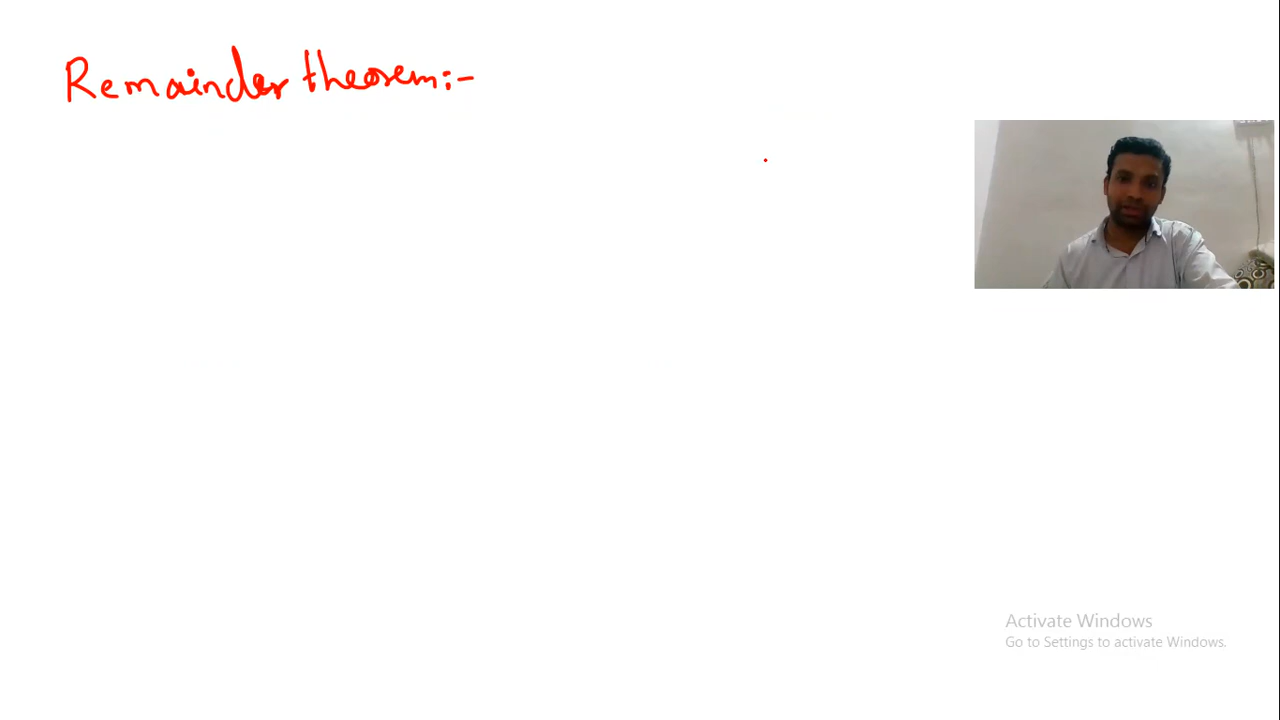 Remainder theorem:-
Activate Windows
Go to Settings to activate Windows.